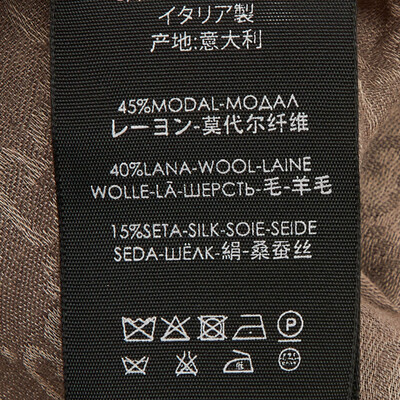 イタリア製
产地:意大利
45%MODAL-МОДАЛ
レーヨン-莫代尔纤维
40%LANA-WOOL-LAINE
WOLLE-LÃ-ШЕРСТЬ-毛-羊毛
15%SETA-SILK-SOIE-SEIDE
SEDA-ШЁЛК-絹-桑蚕丝
P